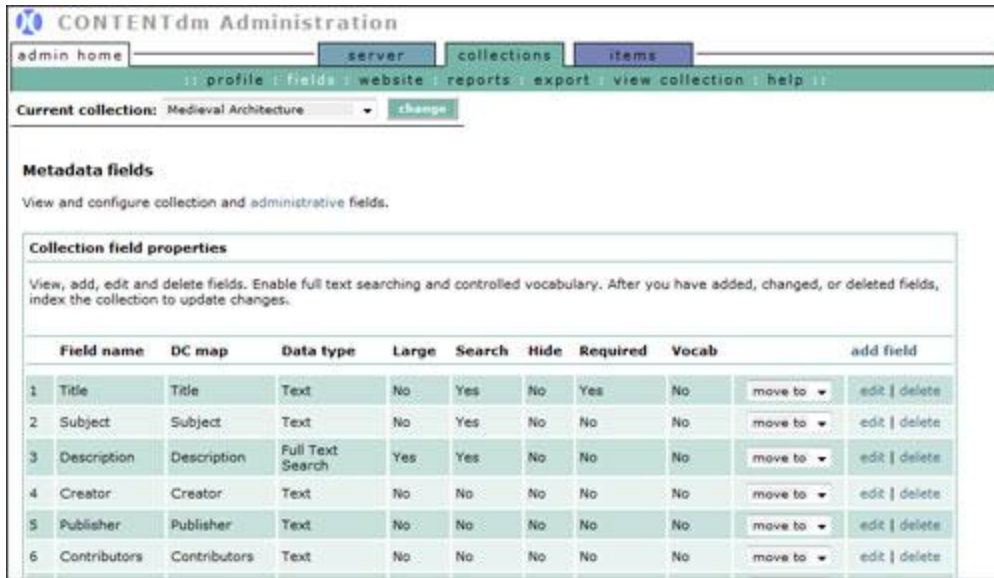 CONTENTdm Administration
admin home server collections items
:: profile : fields : website : reports : export : view collection : help ::
Current collection: Medieval Architecture change
Metadata fields
View and configure collection and administrative fields.
Collection field properties
View, add, edit and delete fields. Enable full text searching and controlled vocabulary. After you have added, changed, or deleted fields,
index the collection to update changes.
Field name DC map Data type Large Search Hide Required Vocab add field
1 Title Title Text No Yes No Yes No move to edit | delete
2 Subject Subject Text No Yes No No No move to edit | delete
3 Description Description Full Text Search Yes Yes No No No move to edit | delete
4 Creator Creator Text No No No No No move to edit | delete
5 Publisher Publisher Text No No No No No move to edit | delete
6 Contributors Contributors Text No No No No No move to edit | delete